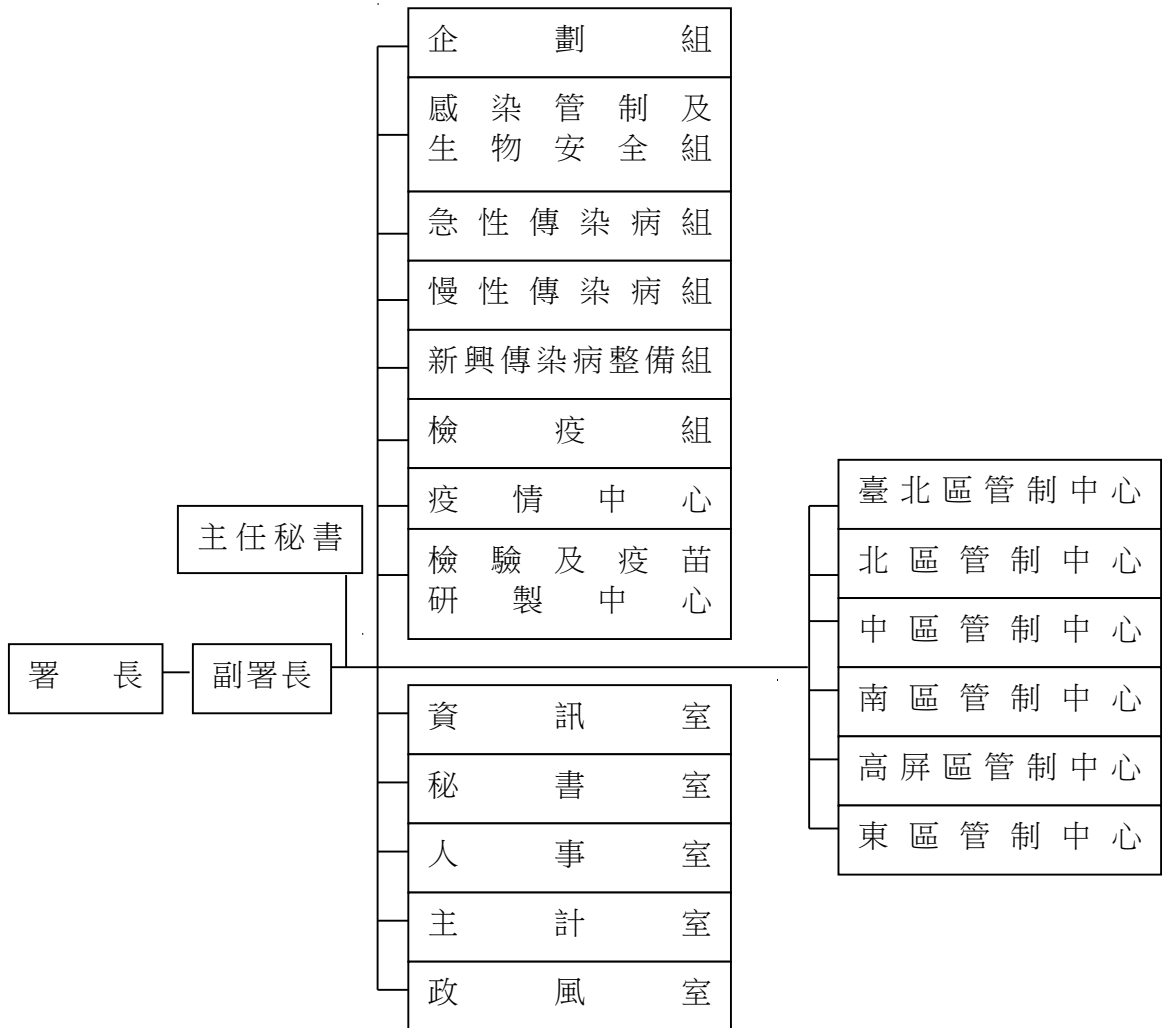 企劃組
感染管制及
生物安全組
急性傳染病組
慢性傳染病組
新興傳染病整備組
檢疫組
疫情中心
檢驗及疫苗
研製中心
主任秘書
署長
副署長
資訊室
秘書室
人事室
主計室
政風室
臺北區管制中心
北區管制中心
中區管制中心
南區管制中心
高屏區管制中心
東區管制中心